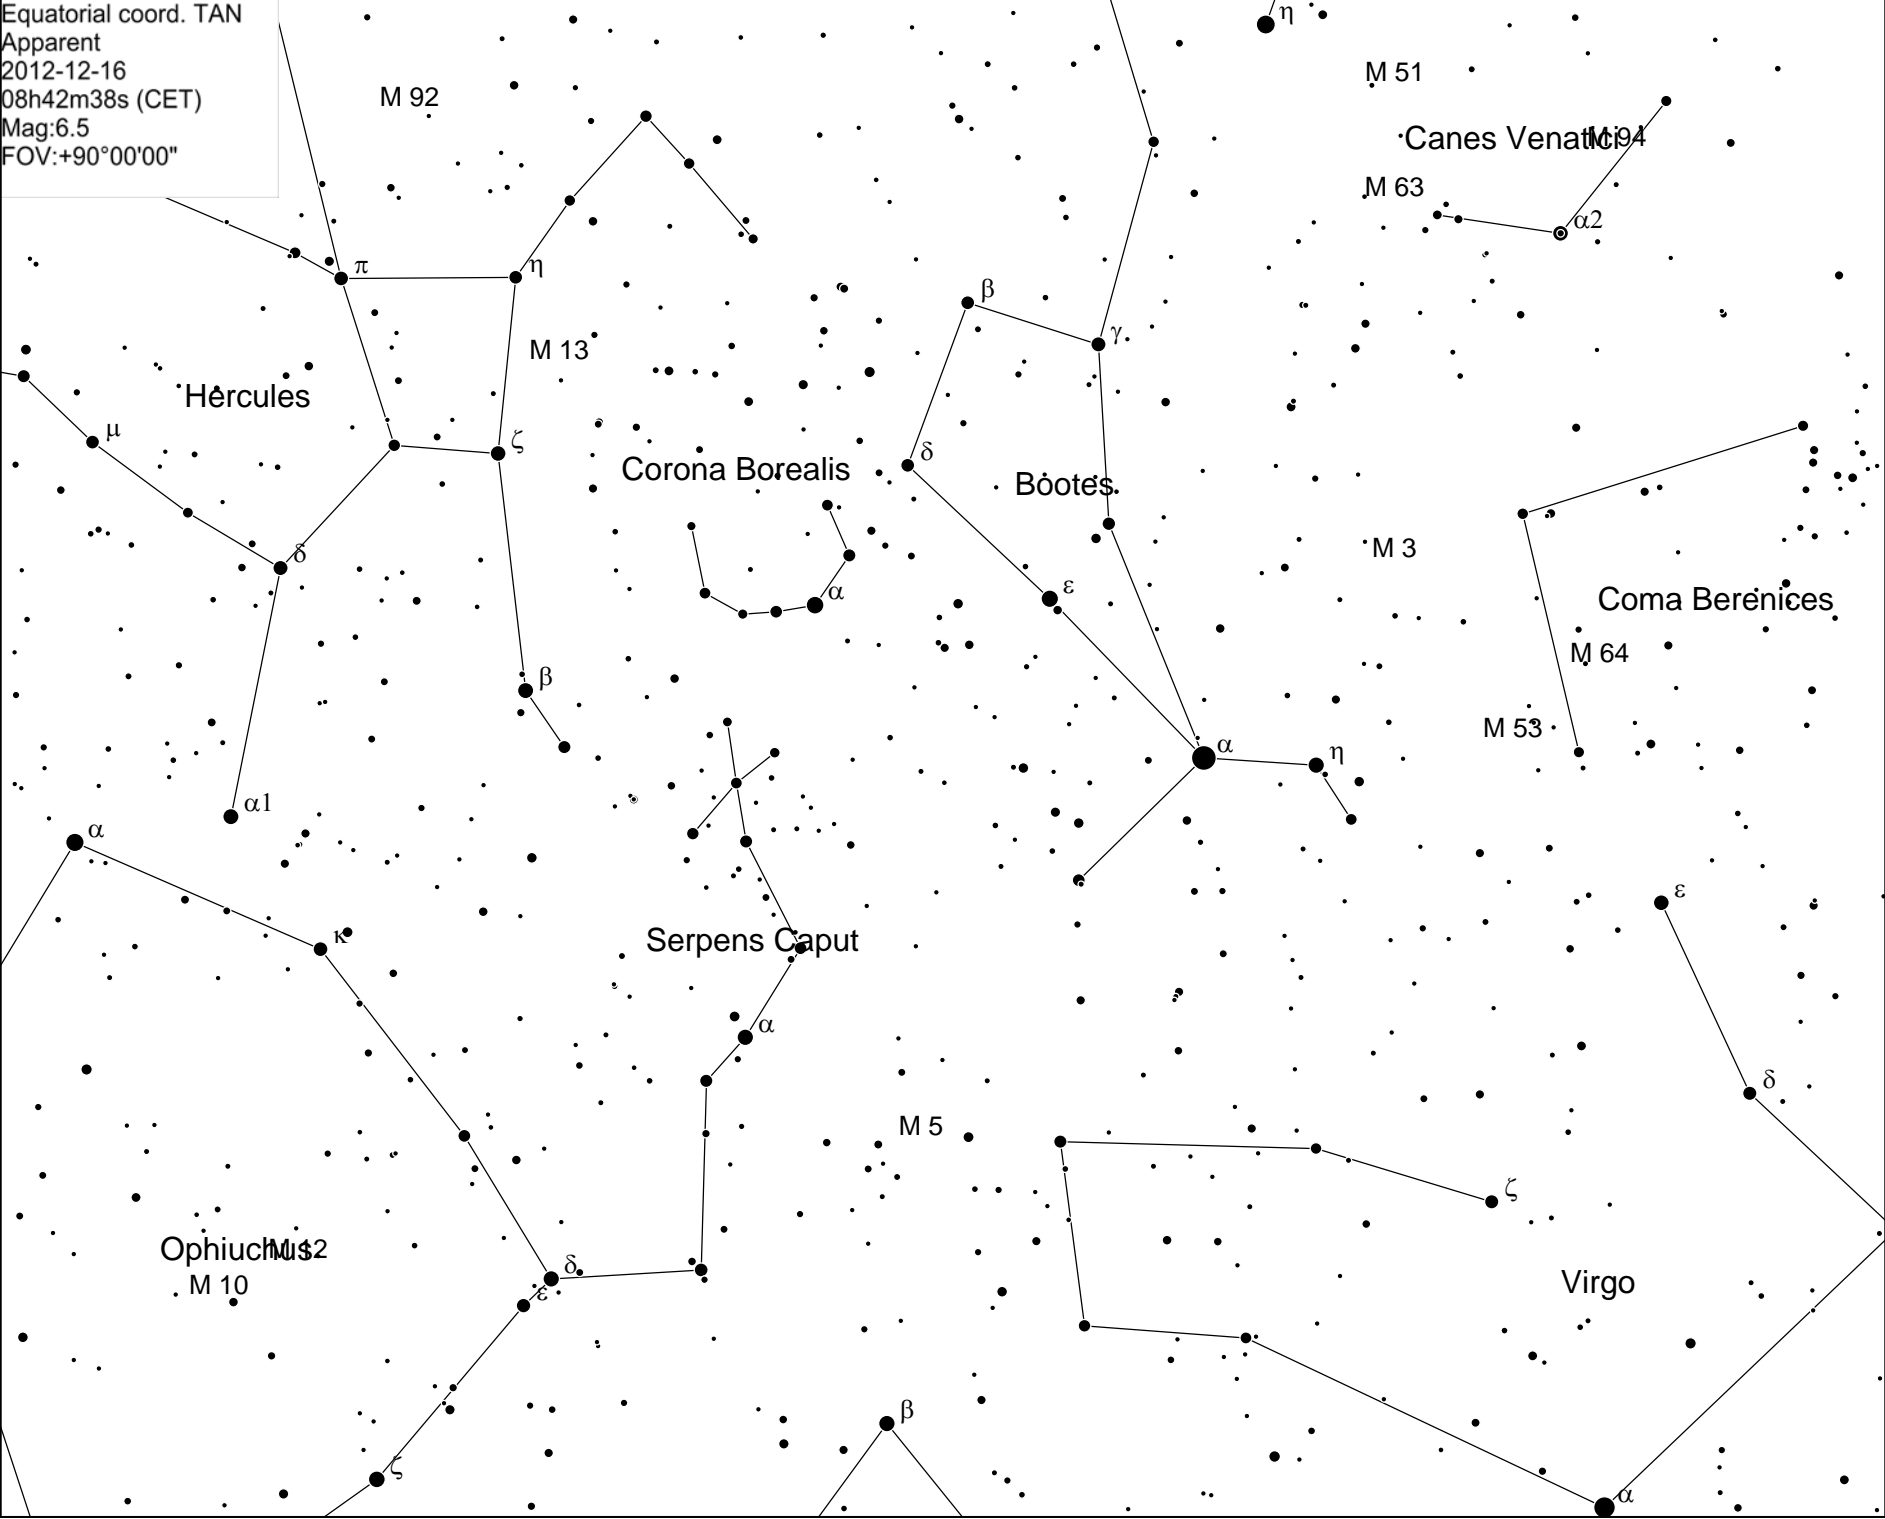 Equatorial coord. TAN
Apparent
2012-12-16
08h42m38s (CET)
Mag:6.5
FOV:+90°00'00"
η
M 51
M 92
Canes Venatici
M 94
M 63
α2
π
η
β
γ
M 13
Hercules
μ
ζ
δ
Corona Borealis
Bootes
M 3
δ
ε
α
Coma Berenices
M 64
β
M 53
α
η
α1
α
ε
κ
Serpens Caput
α
δ
M 5
ζ
Ophiuchus
M 12
δ
M 10
ε
Virgo
β
ζ
α